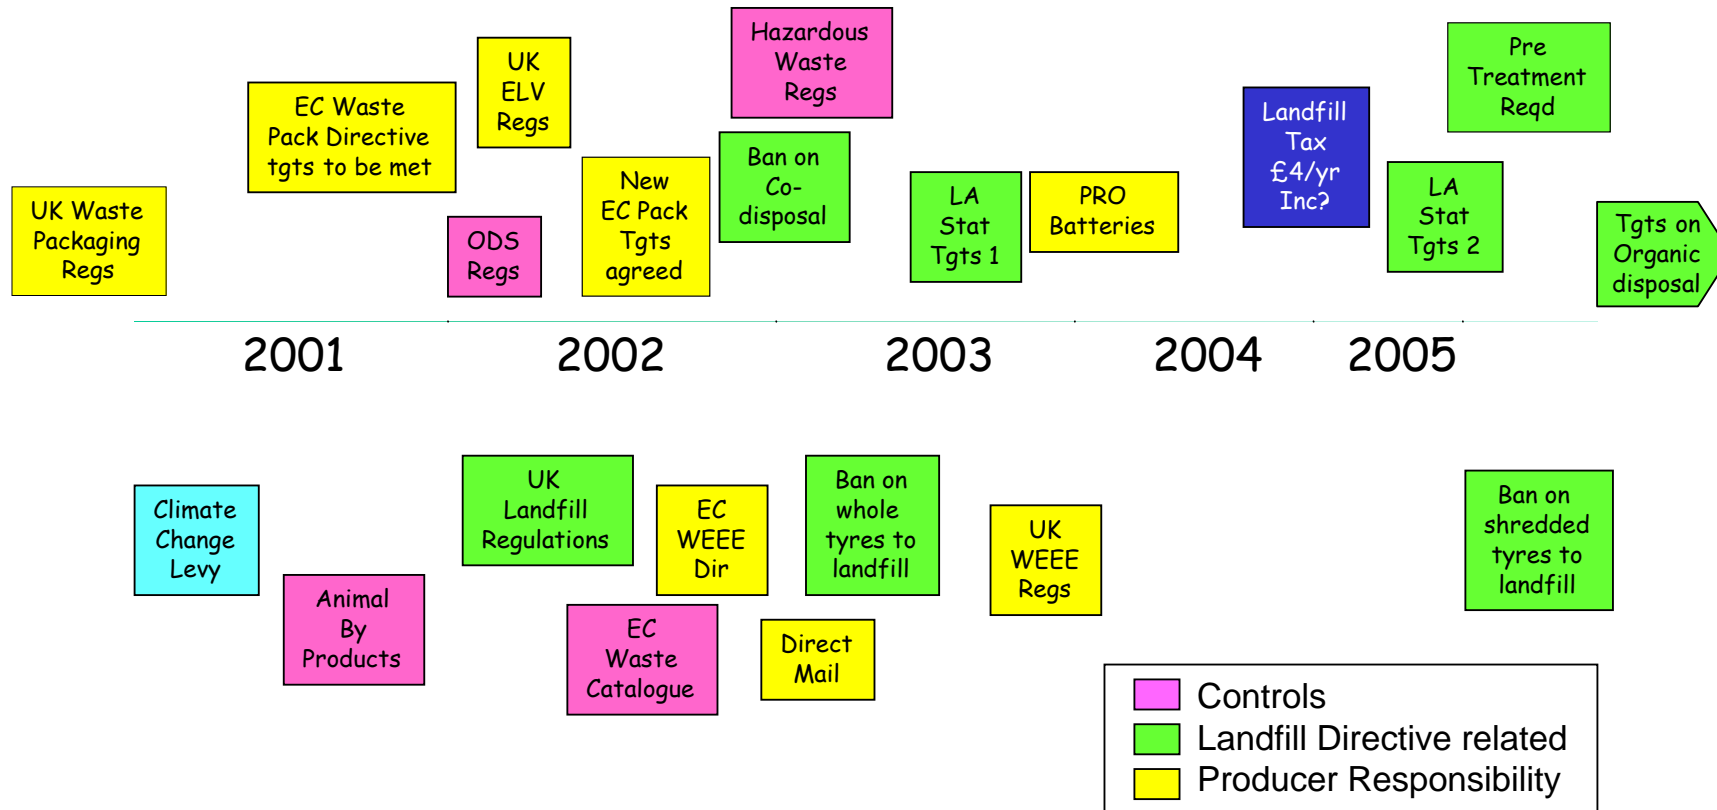 UK Waste
Packaging
Regs
EC Waste
Pack Directive
tgts to be met
UK
ELV
Regs
ODS
Regs
New
EC Pack
Tgts
agreed
Hazardous
Waste
Regs
Ban on
Co-
disposal
LA
Stat
Tgts 1
PRO
Batteries
Landfill
Tax
£4/yr
Inc?
LA
Stat
Tgts 2
Pre
Treatment
Reqd
Tgts on
Organic
disposal
2001 2002 2003 2004 2005
Climate
Change
Levy
Animal
By
Products
UK
Landfill
Regulations
EC
Waste
Catalogue
EC
WEEE
Dir
Direct
Mail
Ban on
whole
tyres to
landfill
UK
WEEE
Regs
Ban on
shredded
tyres to
landfill
Controls
Landfill Directive related
Producer Responsibility